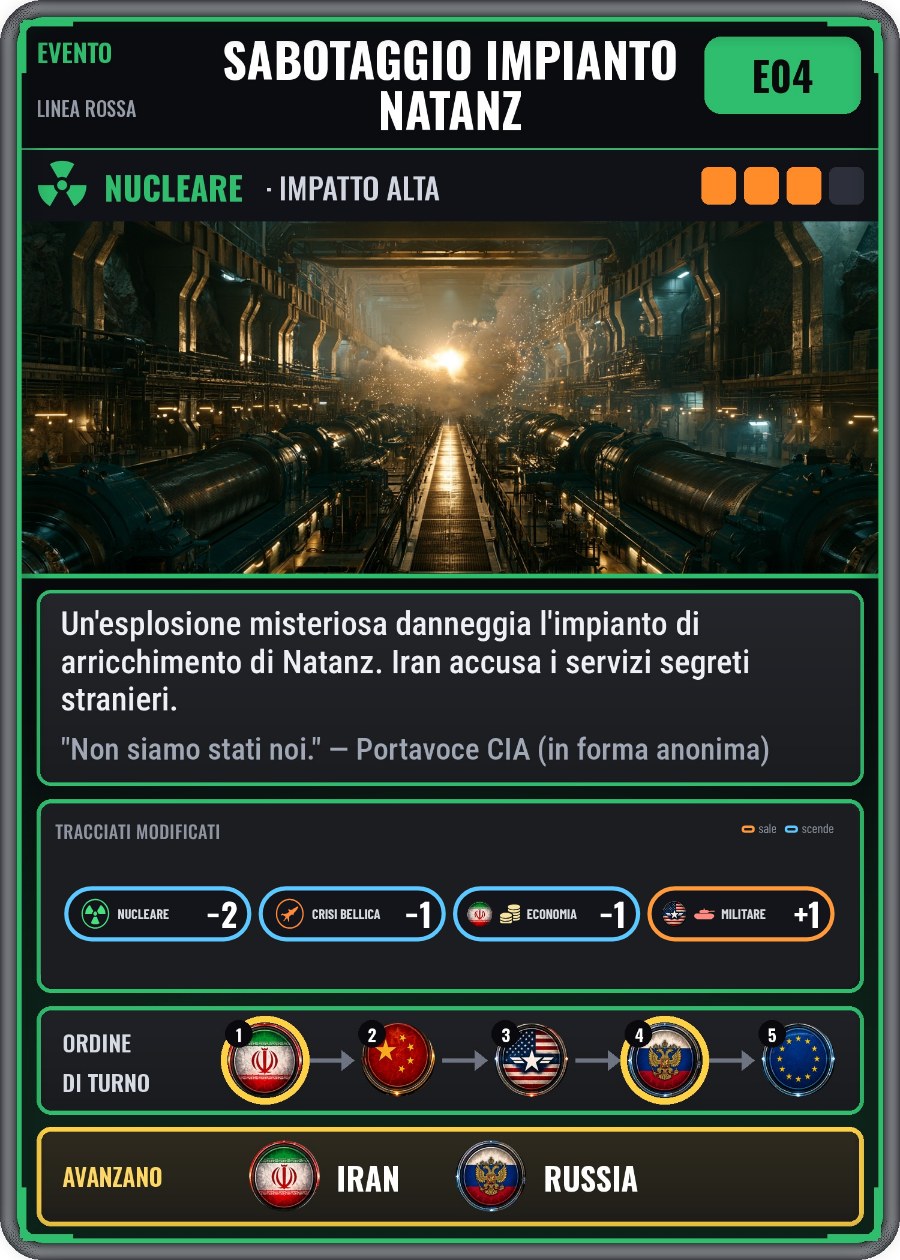 EVENTO
LINEA ROSSA
SABOTAGGIO IMPIANTO
NATANZ
E04
NUCLEARE · IMPATTO ALTA
Un'esplosione misteriosa danneggia l'impianto di
arricchimento di Natanz. Iran accusa i servizi segreti
stranieri.
"Non siamo stati noi." — Portavoce CIA (in forma anonima)
TRACCIATI MODIFICATI
sale scende
NUCLEARE -2
CRISI BELLICA -1
ECONOMIA -1
MILITARE +1
ORDINE
DI TURNO
1 2 3 4 5
AVANZANO IRAN RUSSIA